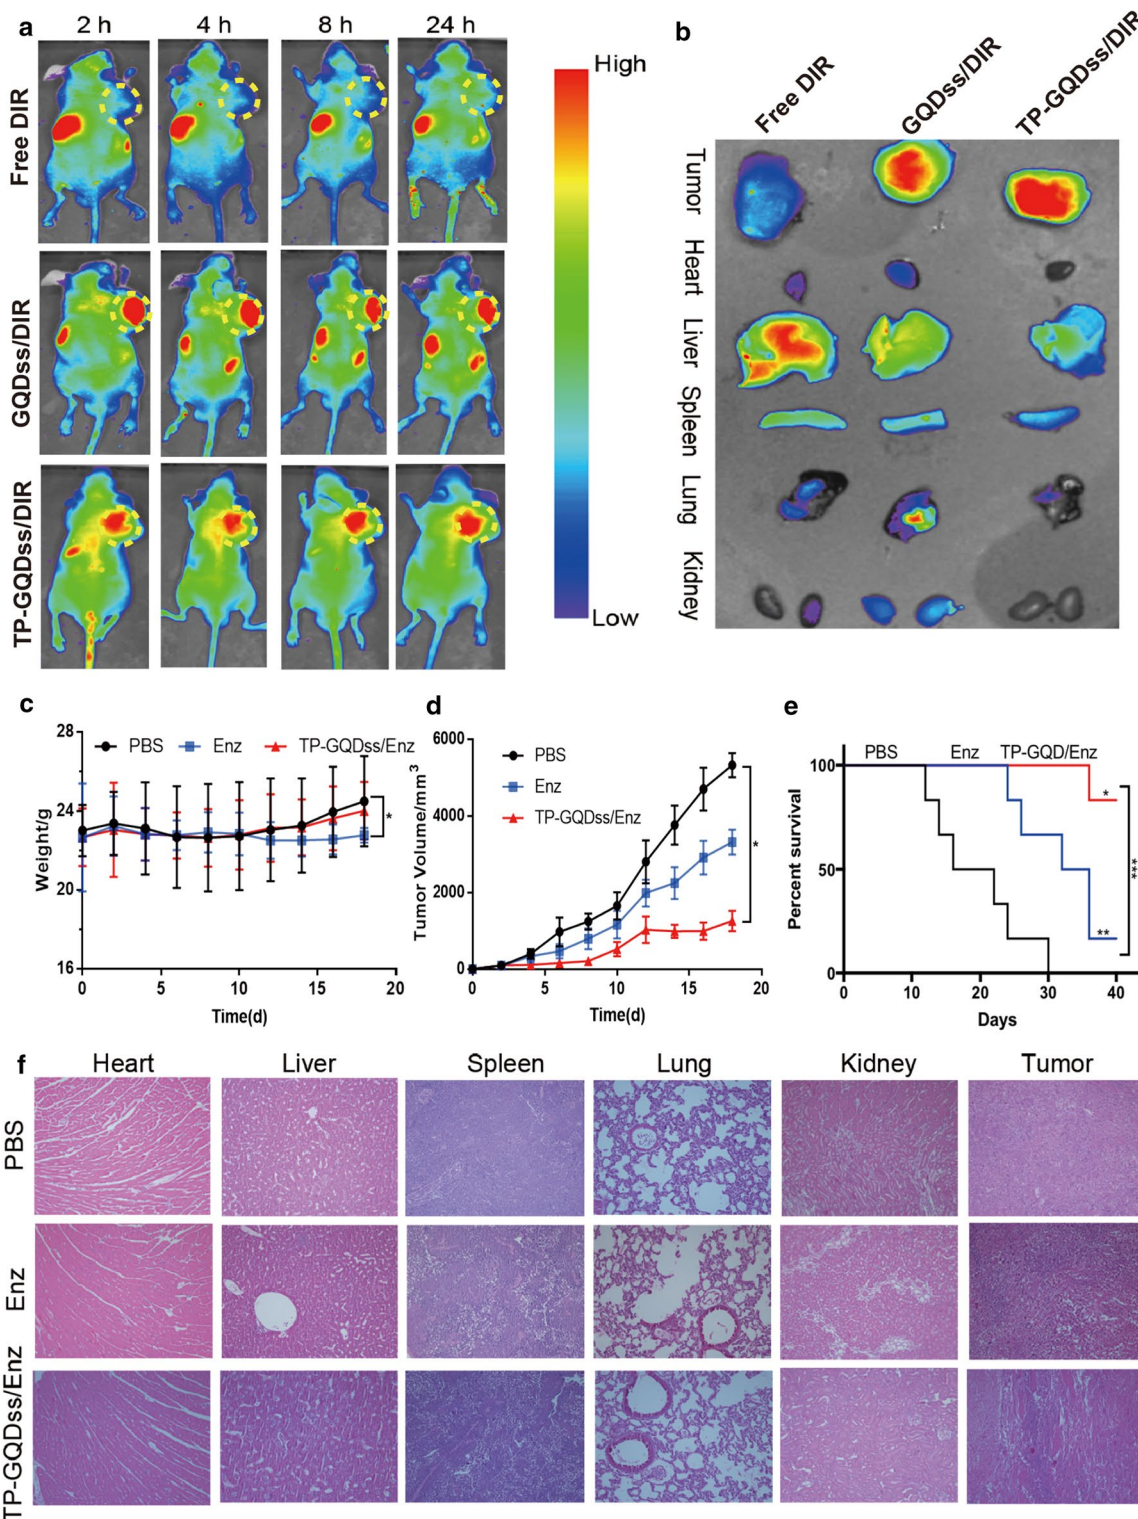 a
2 h
4 h
8 h
24 h
Free DIR
GQDss/DIR
TP-GQDss/DIR
High
Low
b
Free DIR
GQDss/DIR
TP-GQDss/DIR
Tumor
Heart
Liver
Spleen
Lung
Kidney
c
28
24
20
16
Weight/g
PBS
Enz
TP-GQDss/Enz
*
0
5
10
15
20
Time(d)
d
6000
4000
2000
0
Tumor Volume/mm³
PBS
Enz
TP-GQDss/Enz
*
0
5
10
15
20
Time(d)
e
PBS
Enz
TP-GQD/Enz
100
50
0
Percent survival
*
**
***
0
10
20
30
40
Days
f
Heart
Liver
Spleen
Lung
Kidney
Tumor
PBS
Enz
TP-GQDss/Enz